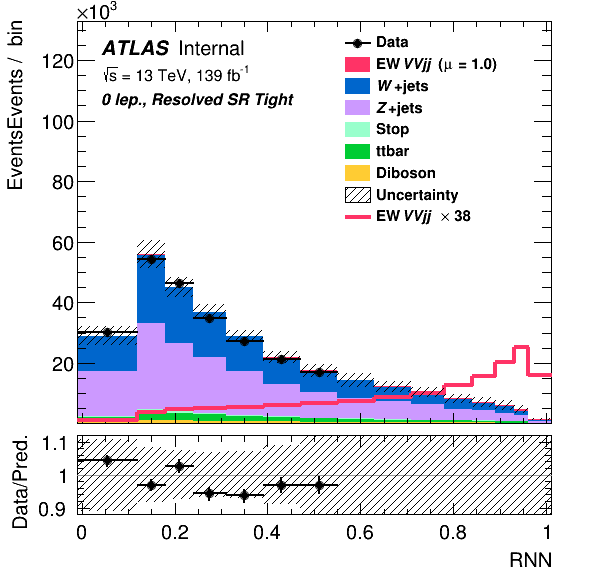 ×10³
EventsEvents / bin
120
100
80
60
40
20
ATLAS Internal
√s = 13 TeV, 139 fb⁻¹
0 lep., Resolved SR Tight
Data
EW VVjj (μ = 1.0)
W+jets
Z+jets
Stop
ttbar
Diboson
Uncertainty
EW VVjj × 38
Data/Pred.
1.1
1
0.9
0 0.2 0.4 0.6 0.8 1
RNN